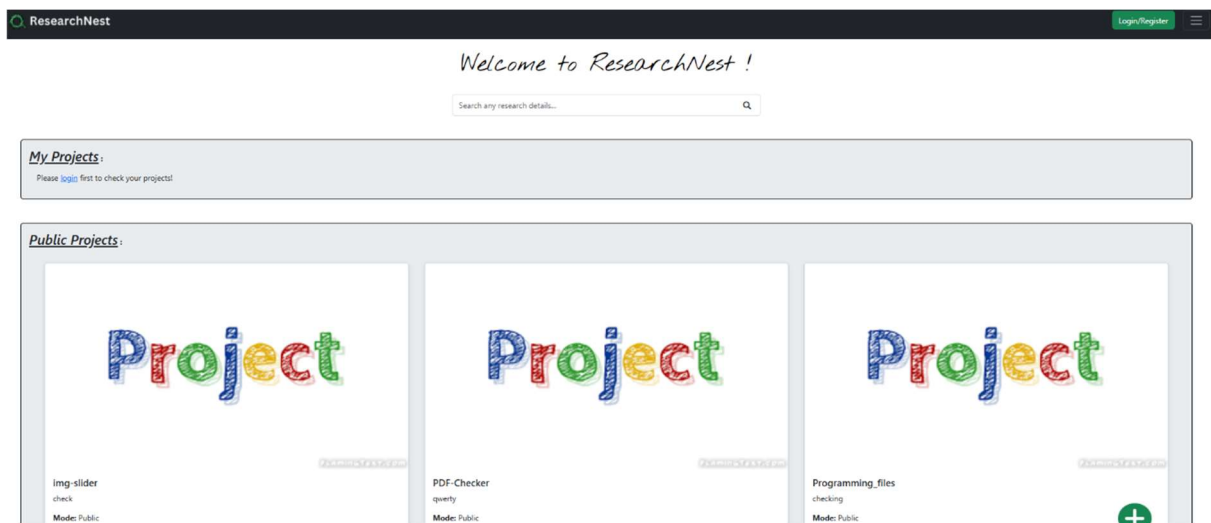 ResearchNest
Login/Register
Welcome to ResearchNest !
Search any research details...
My Projects :
Please login first to check your projects!
Public Projects :
Project
Project
Project
img-slider
check
Mode: Public
PDF-Checker
qwerty
Mode: Public
Programming_files
checking
Mode: Public